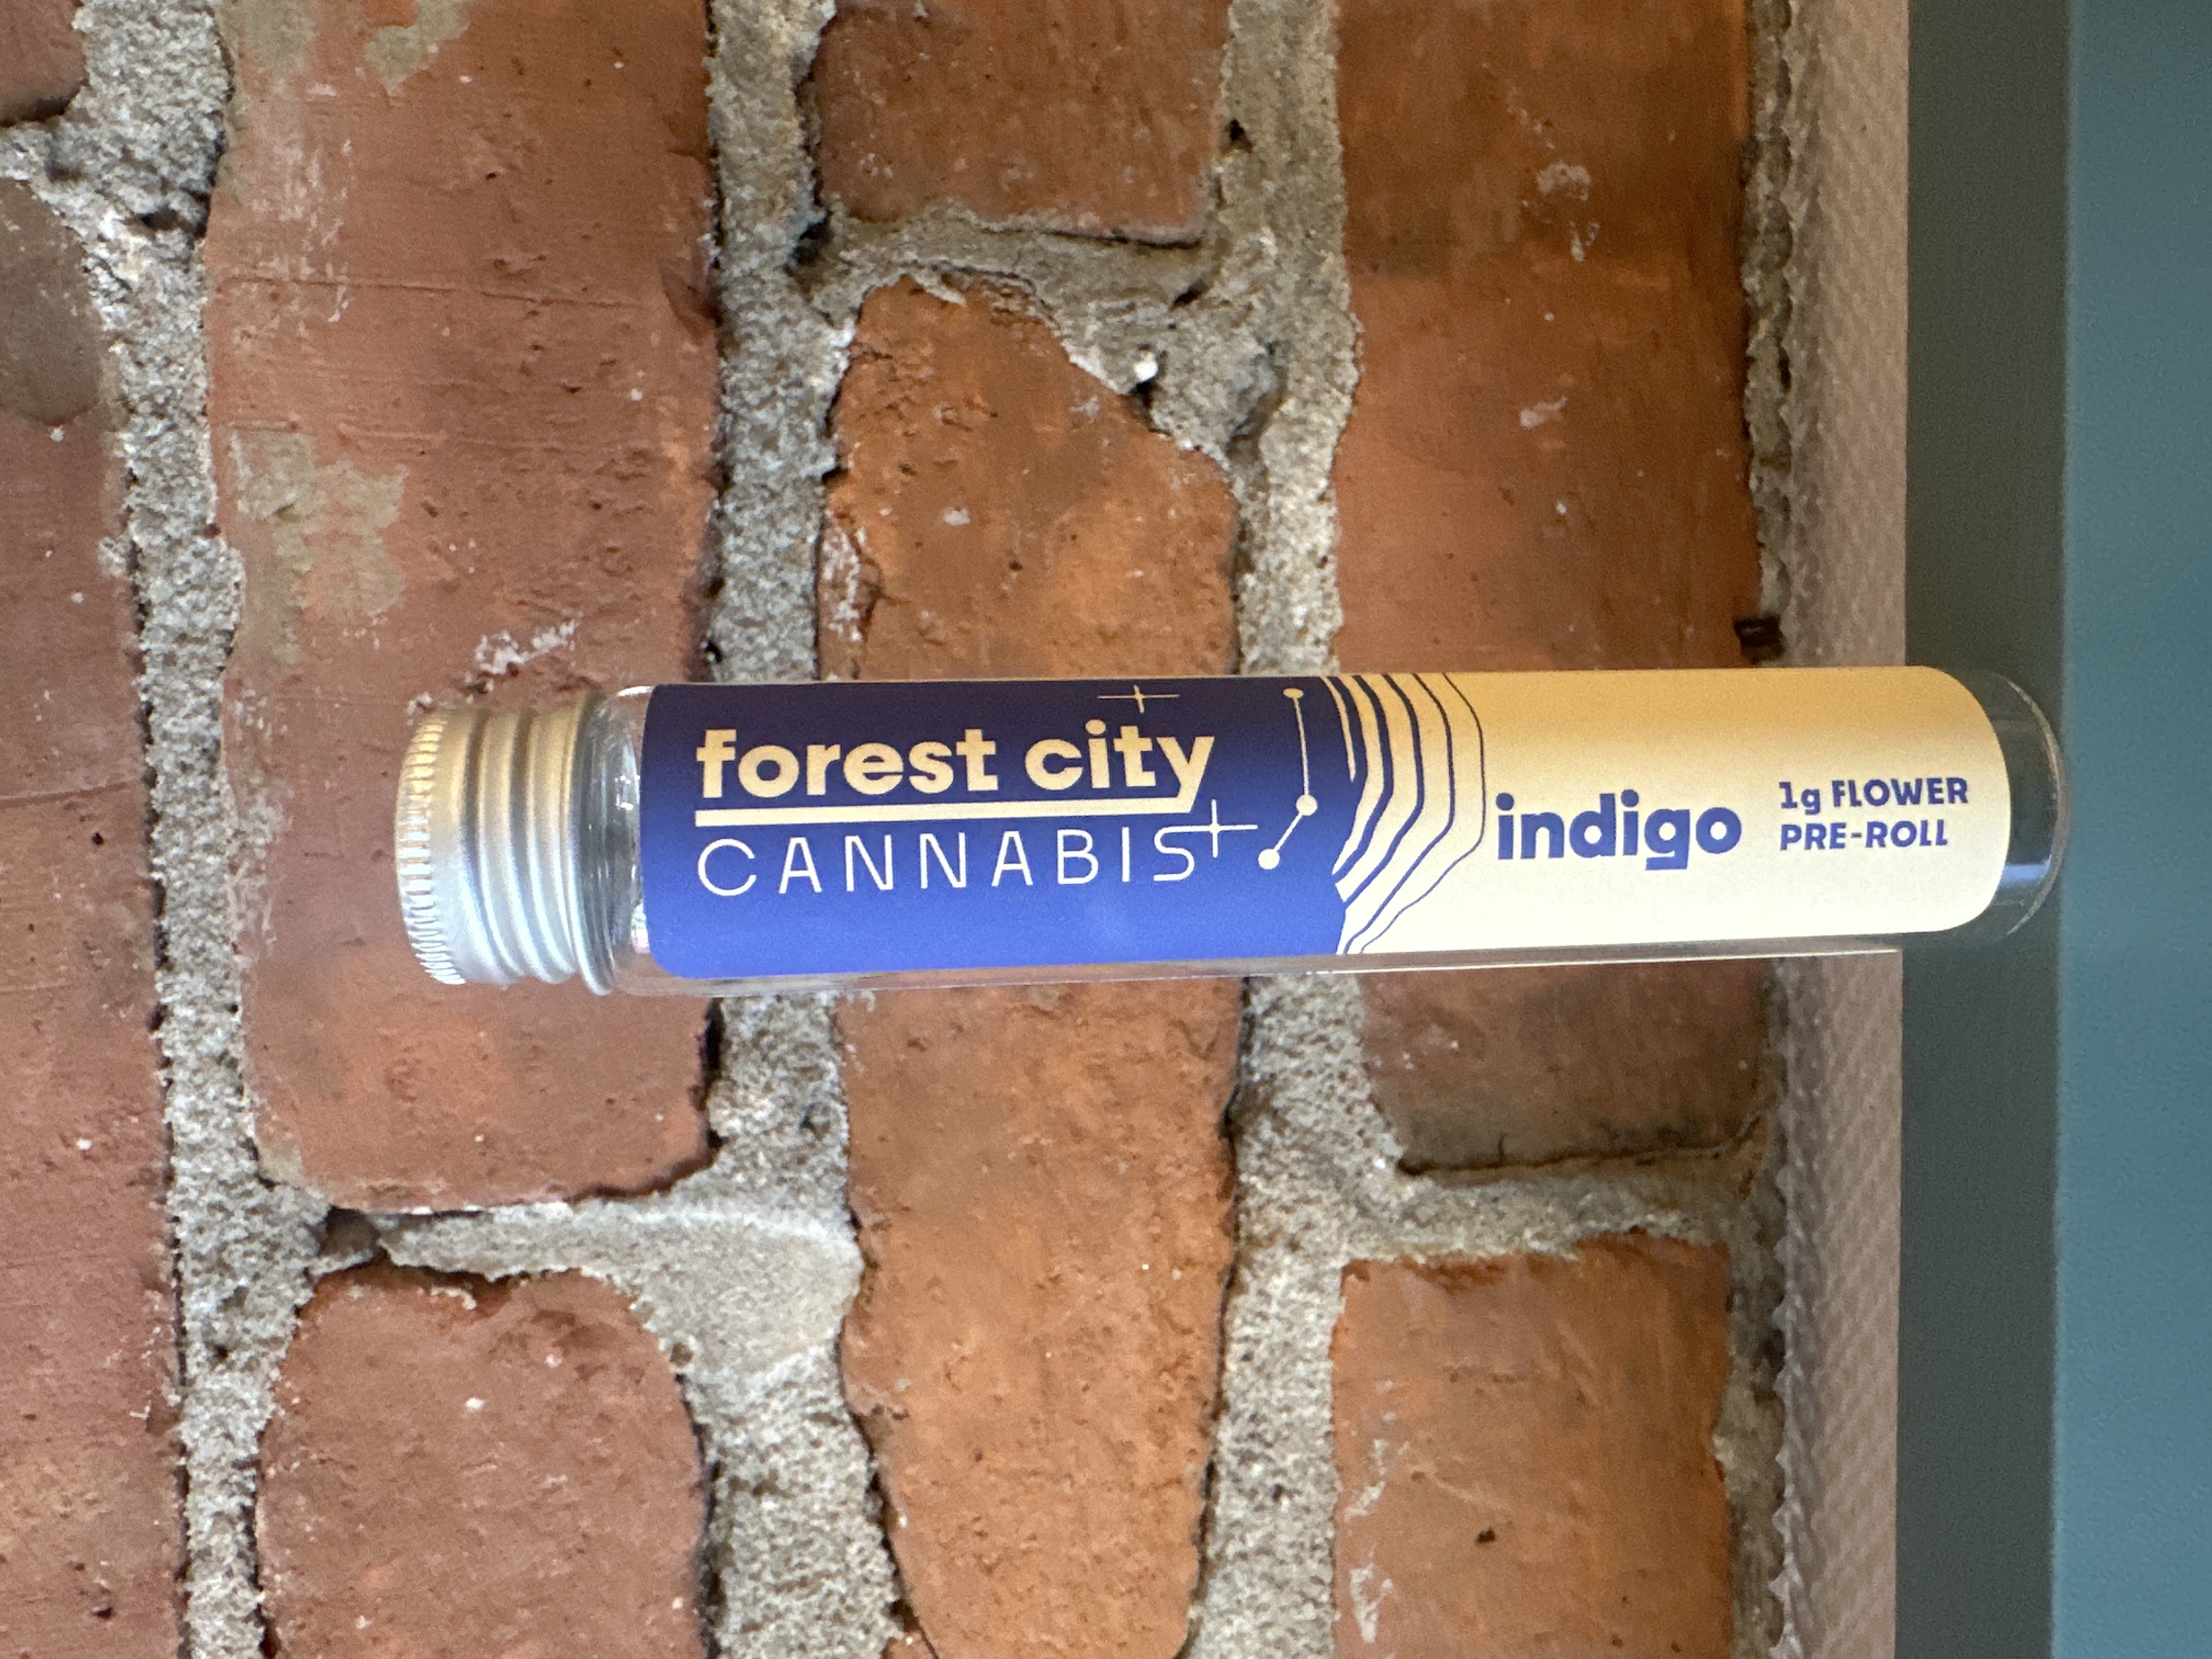 forest city
CANNABIS
indigo
1g FLOWER
PRE-ROLL